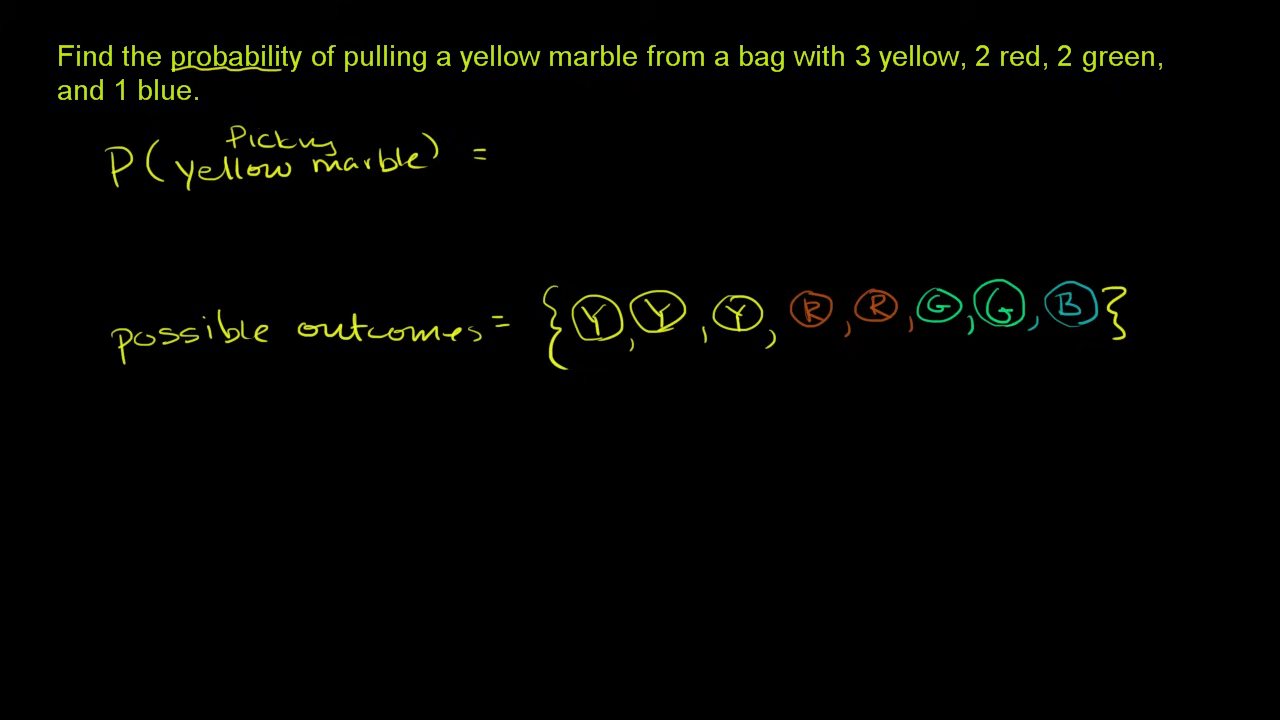 Find the probability of pulling a yellow marble from a bag with 3 yellow, 2 red, 2 green,
and 1 blue.
Picking
P(yellow marble) =
possible outcomes = {Y, Y, Y, R, R, G, G, B}